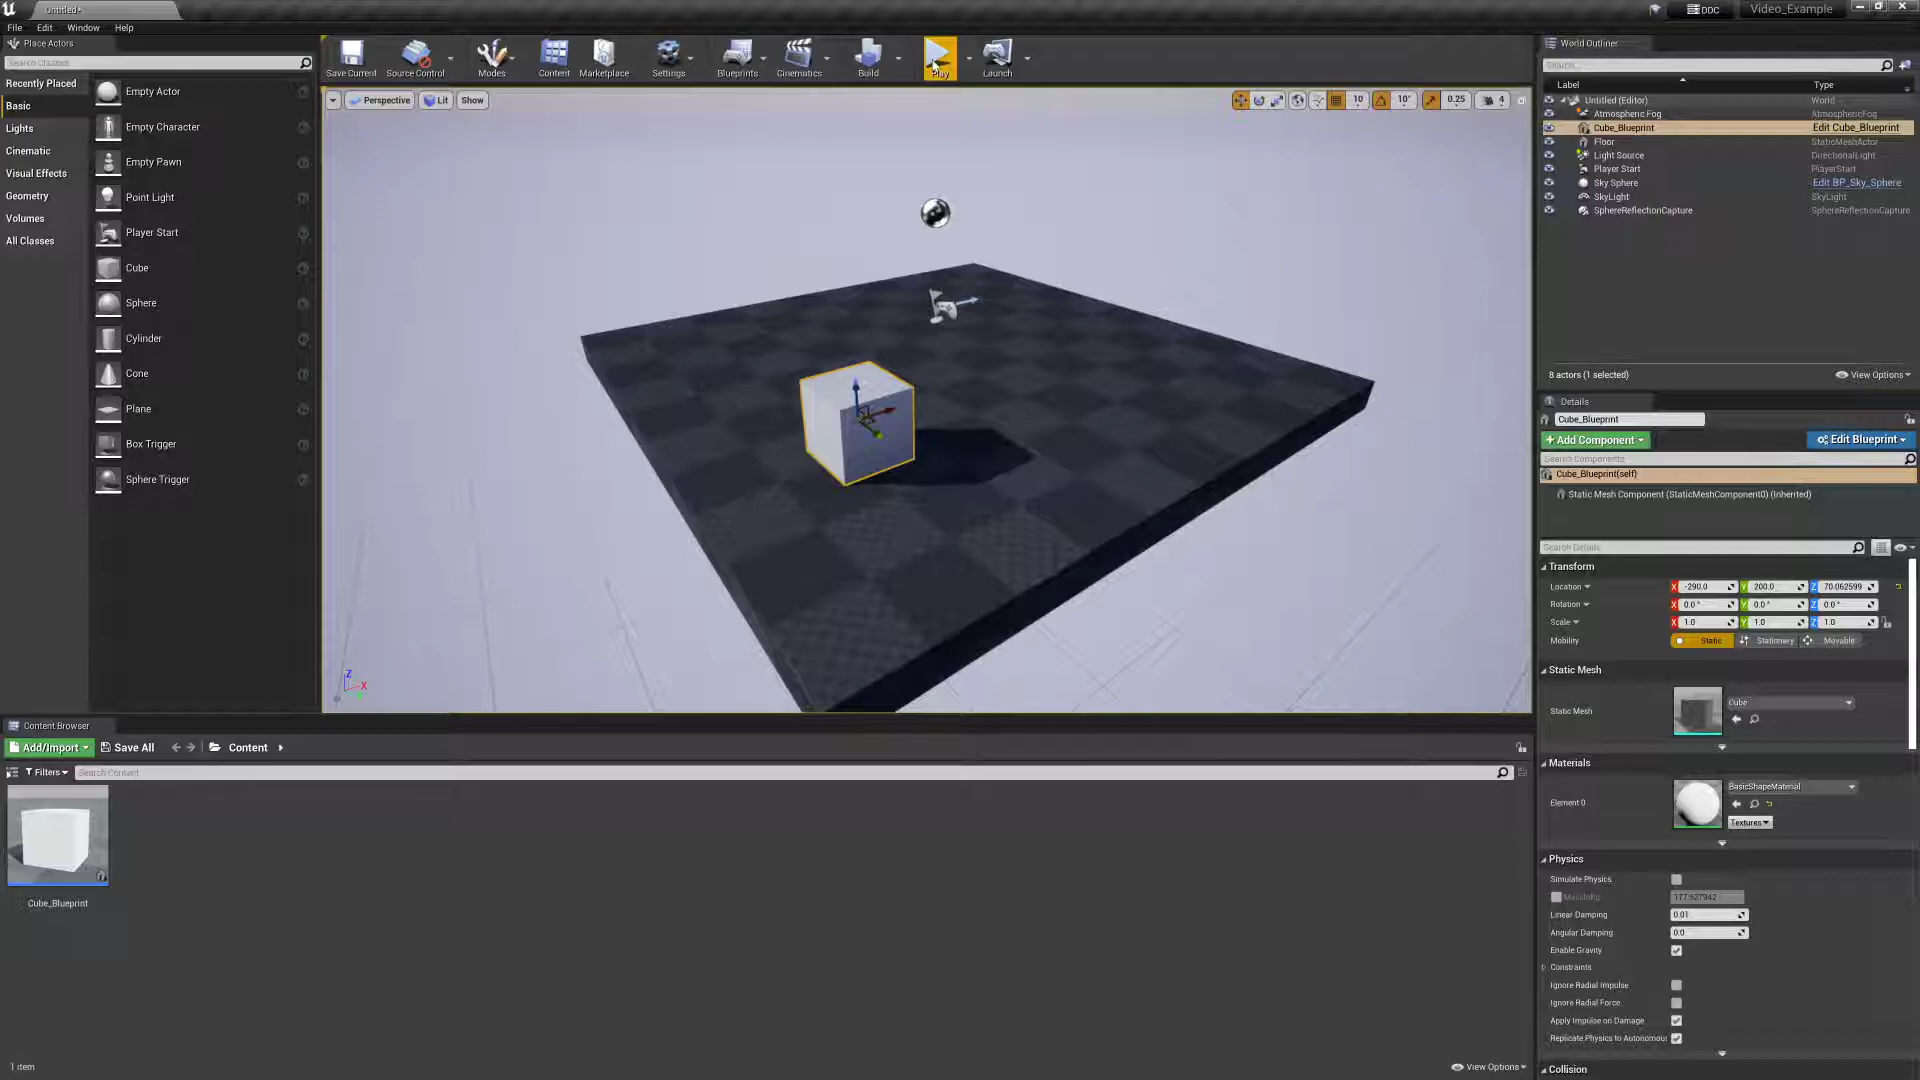 Untitled*
DDC
Video_Example
File Edit Window Help
Place Actors
Search Classes
Recently Placed
Basic
Lights
Cinematic
Visual Effects
Geometry
Volumes
All Classes
Empty Actor
Empty Character
Empty Pawn
Point Light
Player Start
Cube
Sphere
Cylinder
Cone
Plane
Box Trigger
Sphere Trigger
Save Current Source Control Modes Content Marketplace Settings Blueprints Cinematics Build Play Launch
Perspective Lit Show
10 10° 0.25 4
Z
X
World Outliner
Search...
Label Type
Untitled (Editor) World
Atmospheric Fog AtmosphericFog
Cube_Blueprint Edit Cube_Blueprint
Floor StaticMeshActor
Light Source DirectionalLight
Player Start PlayerStart
Sky Sphere Edit BP_Sky_Sphere
SkyLight SkyLight
SphereReflectionCapture SphereReflectionCapture
8 actors (1 selected) View Options
Details
Cube_Blueprint
+ Add Component Edit Blueprint
Search Components
Cube_Blueprint(self)
Static Mesh Component (StaticMeshComponent0) (Inherited)
Search Details
Transform
Location X -290.0 Y 200.0 Z 70.062599
Rotation X 0.0 ° Y 0.0 ° Z 0.0 °
Scale X 1.0 Y 1.0 Z 1.0
Mobility Static Stationery Movable
Static Mesh
Static Mesh Cube
Materials
Element 0 BasicShapeMaterial
Textures
Physics
Simulate Physics
MassInKg 177.827942
Linear Damping 0.01
Angular Damping 0.0
Enable Gravity
Constraints
Ignore Radial Impulse
Ignore Radial Force
Apply Impulse on Damage
Replicate Physics to Autonomou
Collision
Content Browser
Add/Import Save All Content
Filters Search Content
Cube_Blueprint
1 item View Options